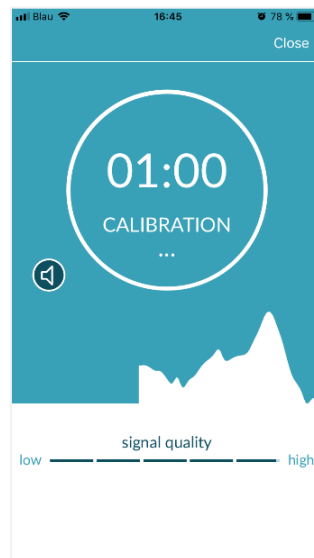 Blau 16:45 78 %
Close
01:00
CALIBRATION
...
signal quality
low high